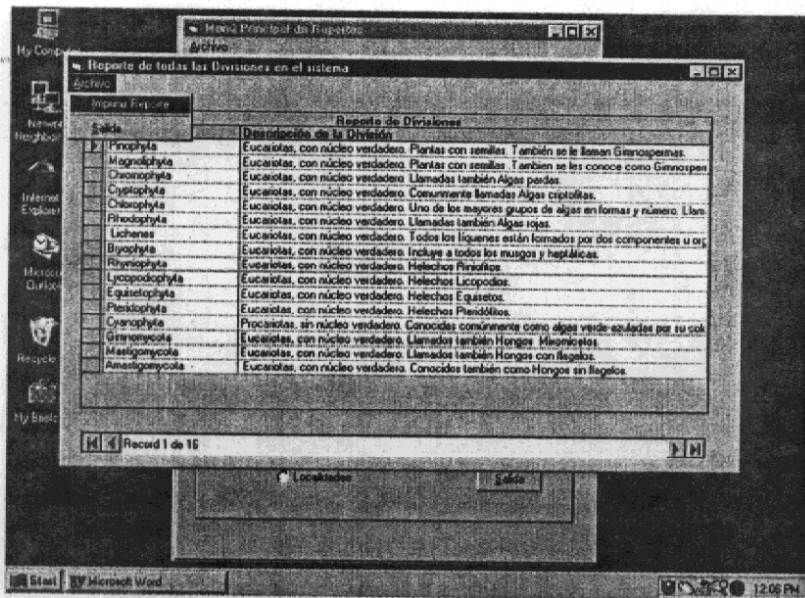 My Comp
Menú Principal de Reportes
Archivo
Reporte de todas las Divisiones en el sistema
Archivo
Imprimir Reporte
Salida
Network
Neighbor
Internet
Explorer
Microsoft
Outlook
Recycle
Reporte de Divisiones
Descripción de la División
Pinophyta Eucariotas, con núcleo verdadero. Plantas con semillas. También se le llaman Gimnospermas.
Magnoliphyta Eucariotas, con núcleo verdadero. Plantas con semillas .Tambien se les conoce como Gimnosper
Chromophyta Eucariotas, con núcleo verdadero. Llamadas también Algas pardas.
Cryptophyta Eucariotas, con núcleo verdadero. Comunmente llamadas Algas criptofitas.
Chlorophyta Eucariotas, con núcleo verdadero. Uno de los mayores grupos de algas en formas y número. Llam
Rhodophyta Eucariotas, con núcleo verdadero. Llamadas también Algas rojas.
Lichenes Eucariotas, con núcleo verdadero. Todos los líquenes están formados por dos componentes u org
Bryophyta Eucariotas, con núcleo verdadero. Incluye a todos los musgos y heptáticas.
Rhyniophyta Eucariotas, con núcleo verdadero. Helechos Riniofitos.
Lycopodophyta Eucariotas, con núcleo verdadero. Helechos Licopodios.
Equisetophyta Eucariotas, con núcleo verdadero. Helechos Equisetos.
Pteridophyta Eucariotas, con núcleo verdadero. Helechos Pteridófitos.
Cyanophyta Procariotas, sin núcleo verdadero. Conocidas comúnmente como algas verde-azuladas por su col
Gimnomycota Eucariotas, con núcleo verdadero. Llamados también Hongos Mixomicetos.
Mastigomycota Eucariotas, con núcleo verdadero. Llamados también Hongos con flagelos.
Amastigomycota Eucariotas, con núcleo verdadero. Conocidos también como Hongos sin flagelos.
Record 1 de 16
Localidades
Salida
Start
Microsoft Word
12:06 PM